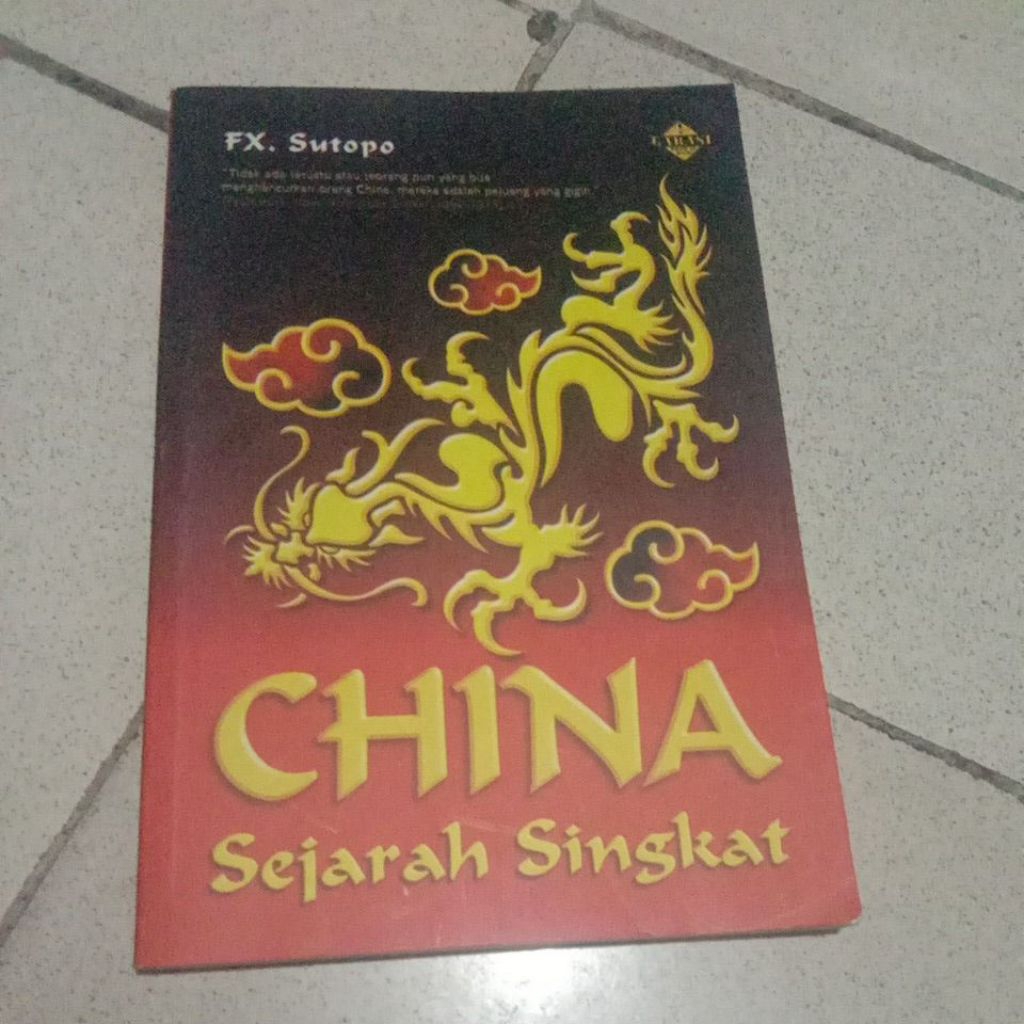 FX. Sutopo
"Tidak ada sesuatu atau seorang pun yang bisa
menghancurkan orang China, mereka adalah pejuang yang gigih.
GARASI
CHINA
Sejarah Singkat